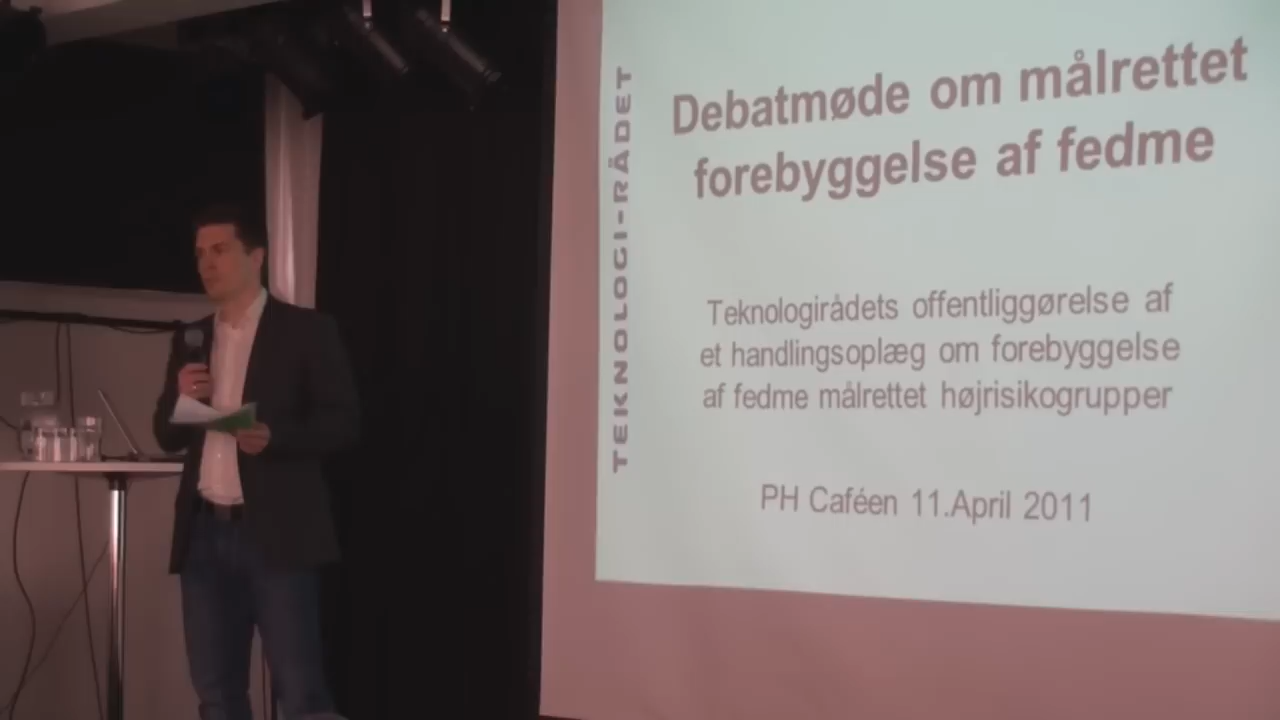 TEKNOLOGI-RÅDET
Debatmøde om målrettet
forebyggelse af fedme
Teknologirådets offentliggørelse af
et handlingsoplæg om forebyggelse
af fedme målrettet højrisikogrupper
PH Caféen 11.April 2011